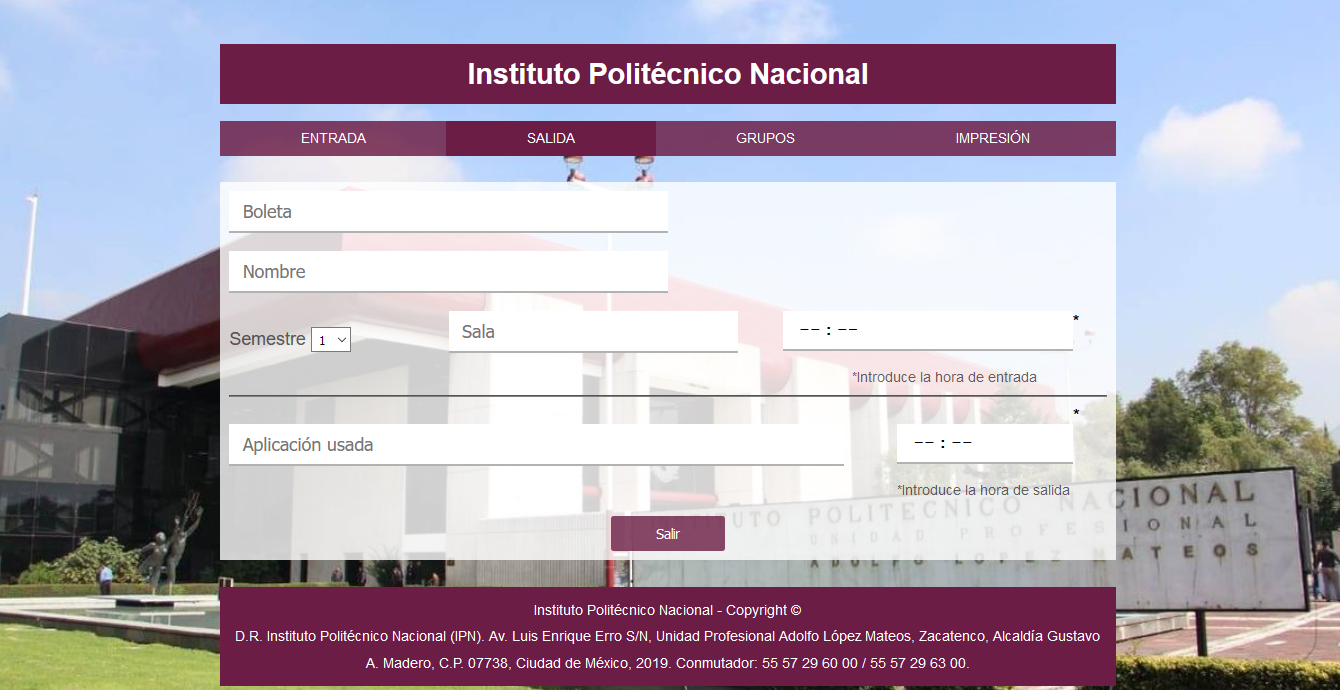 Instituto Politécnico Nacional
ENTRADA SALIDA GRUPOS IMPRESIÓN
Boleta
Nombre
Semestre 1 Sala --:-- *
*Introduce la hora de entrada
*
Aplicación usada --:--
*Introduce la hora de salida
INSTITUTO POLITECNICO NACIONAL
UNIDAD PROFESIONAL
ADOLFO LOPEZ MATEOS
Salir
Instituto Politécnico Nacional - Copyright ©
D.R. Instituto Politécnico Nacional (IPN). Av. Luis Enrique Erro S/N, Unidad Profesional Adolfo López Mateos, Zacatenco, Alcaldía Gustavo
A. Madero, C.P. 07738, Ciudad de México, 2019. Conmutador: 55 57 29 60 00 / 55 57 29 63 00.